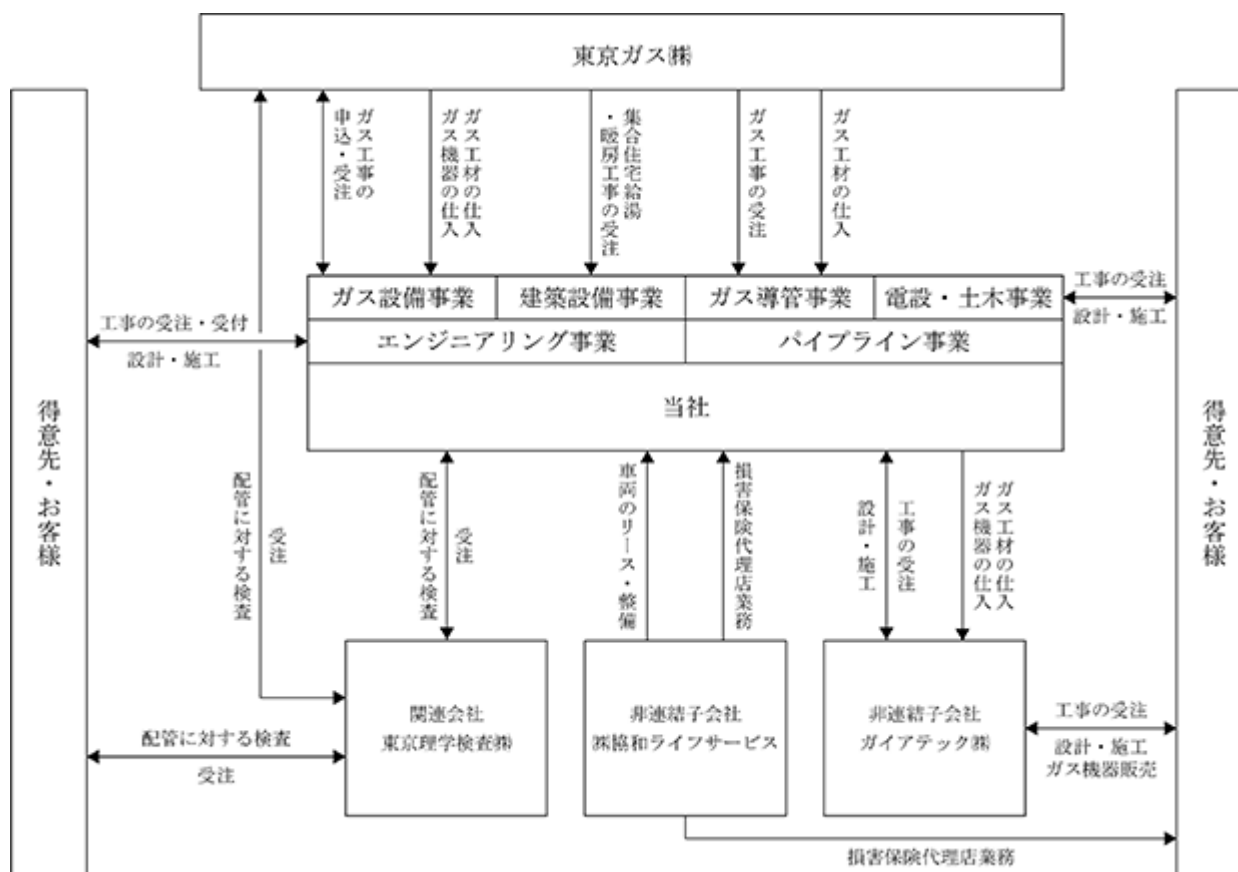 東京ガス㈱
ガス工事の
申込・受注
ガス工材の仕入
ガス機器の仕入
集合住宅給湯
・暖房工事の受注
ガス工事の受注
ガス工材の仕入
ガス設備事業
建築設備事業
ガス導管事業
電設・土木事業
エンジニアリング事業
パイプライン事業
当社
工事の受注・受付
設計・施工
工事の受注
設計・施工
得意先・お客様
得意先・お客様
受注
配管に対する検査
受注
配管に対する検査
車両のリース・整備
損害保険代理店業務
工事の受注
設計・施工
ガス工材の仕入
ガス機器の仕入
関連会社
東京理学検査㈱
非連結子会社
㈱協和ライフサービス
非連結子会社
ガイアテック㈱
配管に対する検査
受注
工事の受注
設計・施工
ガス機器販売
損害保険代理店業務